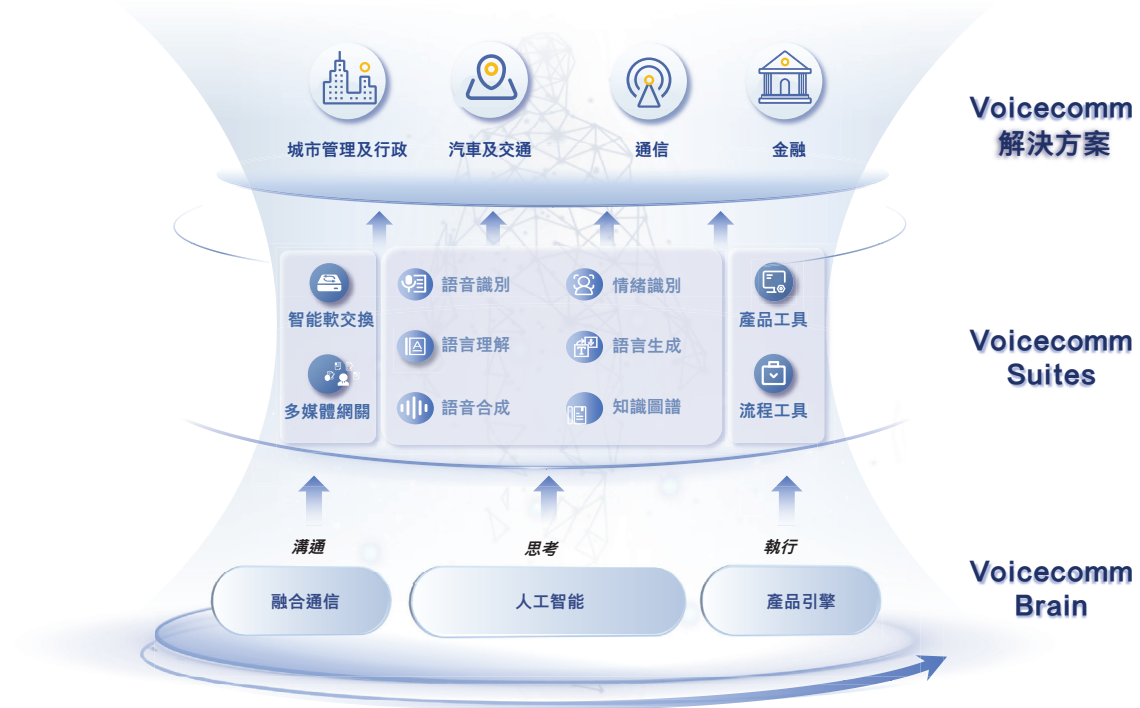 城市管理及行政
汽車及交通
通信
金融
Voicecomm
解決方案
智能軟交換
多媒體網關
語音識別
情緒識別
語言理解
語言生成
語音合成
知識圖譜
產品工具
流程工具
Voicecomm
Suites
溝通
思考
執行
融合通信
人工智能
產品引擎
Voicecomm
Brain